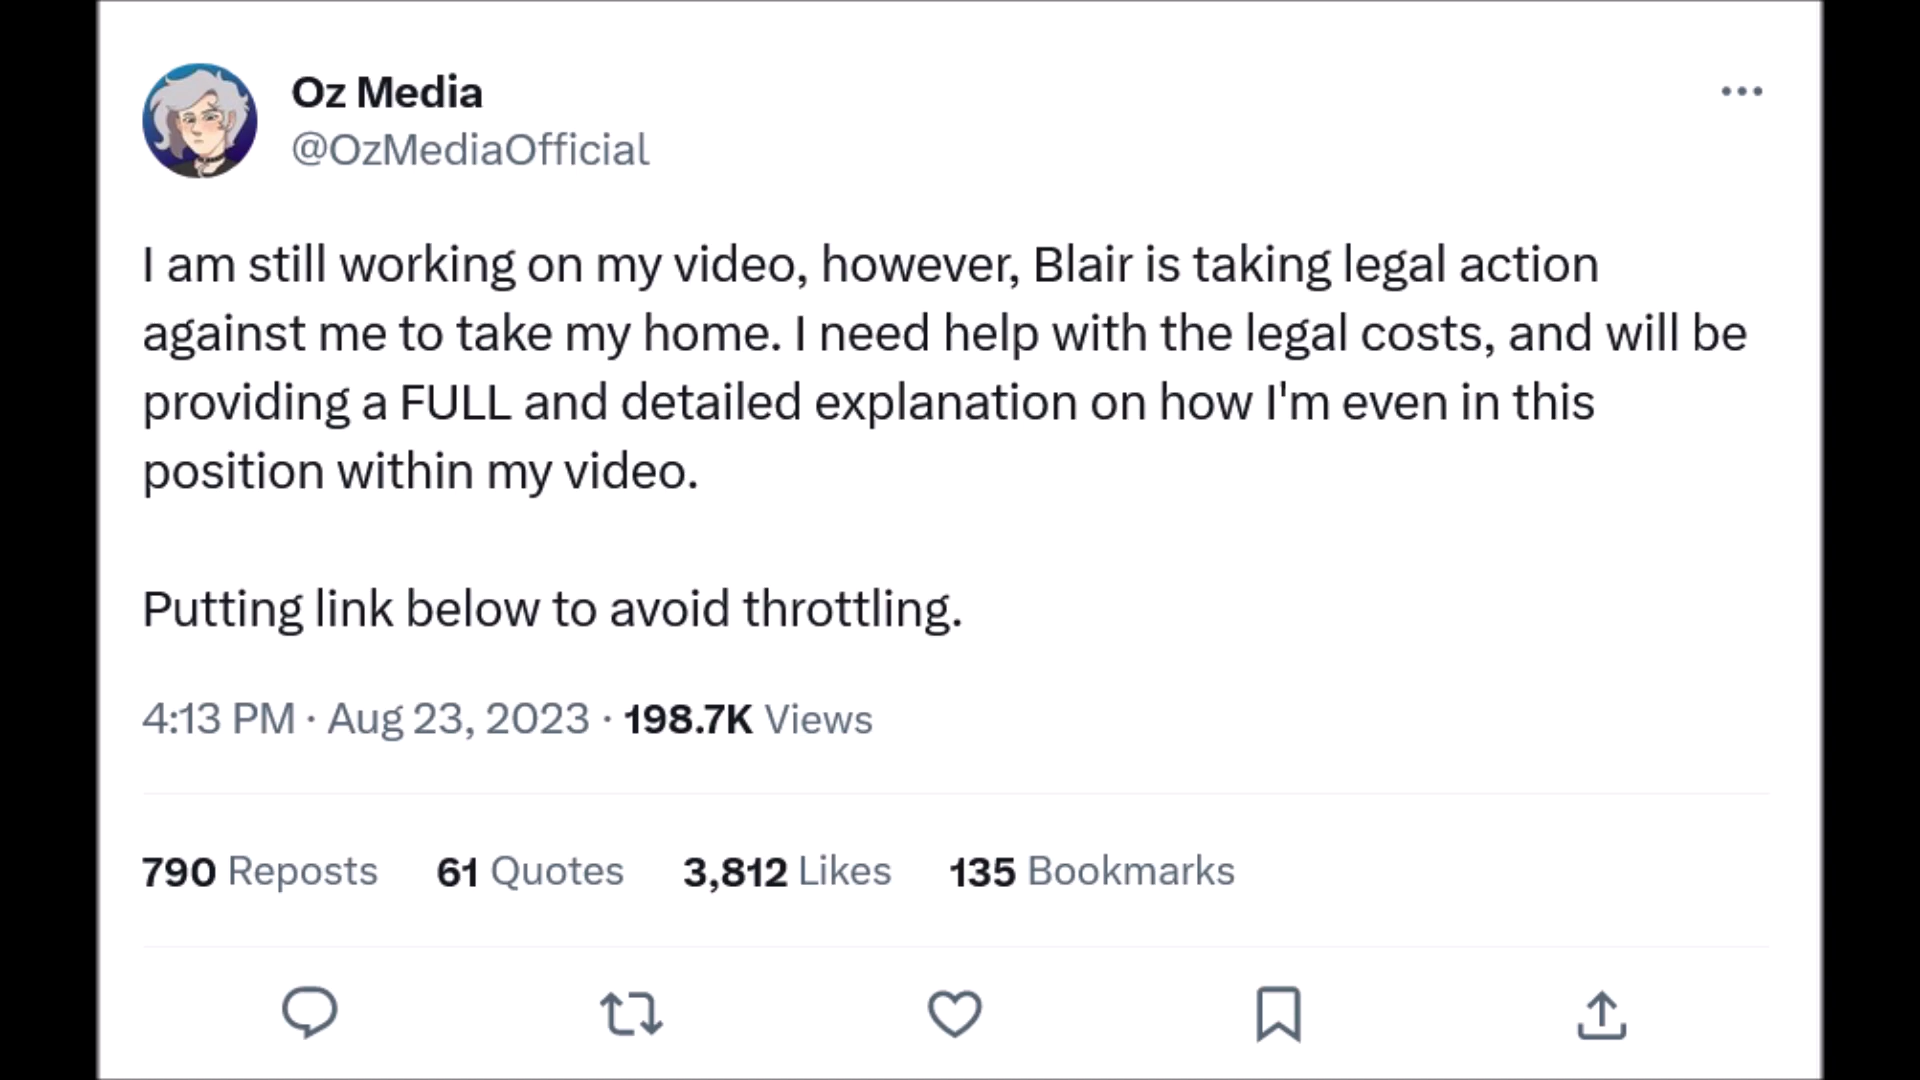 Oz Media
@OzMediaOfficial
I am still working on my video, however, Blair is taking legal action
against me to take my home. I need help with the legal costs, and will be
providing a FULL and detailed explanation on how I'm even in this
position within my video.
Putting link below to avoid throttling.
4:13 PM · Aug 23, 2023 · 198.7K Views
790 Reposts 61 Quotes 3,812 Likes 135 Bookmarks